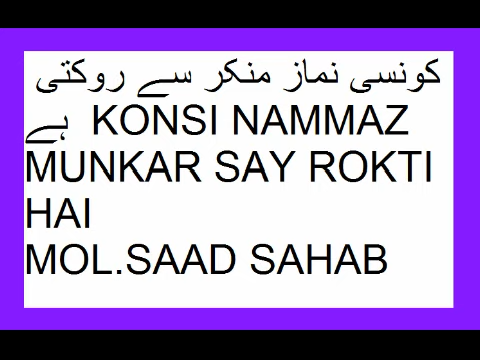 کونسی نماز منکر سے روکتی
ہے KONSI NAMMAZ
MUNKAR SAY ROKTI
HAI
MOL.SAAD SAHAB